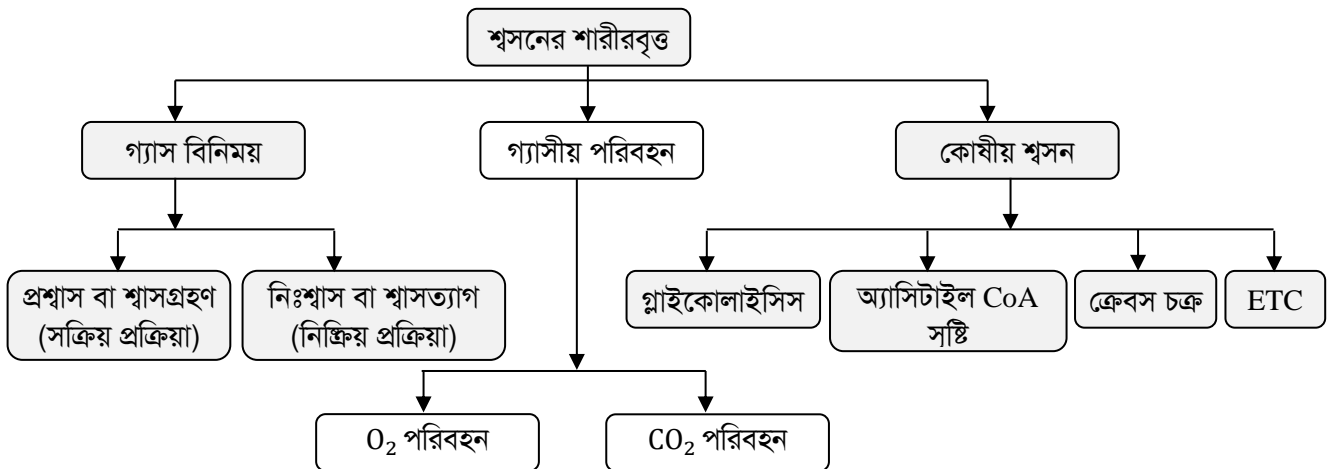 শ্বসনের শারীরবৃত্ত
গ্যাস বিনিময়
গ্যাসীয় পরিবহন
কোষীয় শ্বসন
প্রশ্বাস বা শ্বাসগ্রহণ
(সক্রিয় প্রক্রিয়া)
নিঃশ্বাস বা শ্বাসত্যাগ
(নিষ্ক্রিয় প্রক্রিয়া)
গ্লাইকোলাইসিস
অ্যাসিটাইল CoA
সৃষ্টি
ক্রেবস চক্র
ETC
O₂ পরিবহন
CO₂ পরিবহন